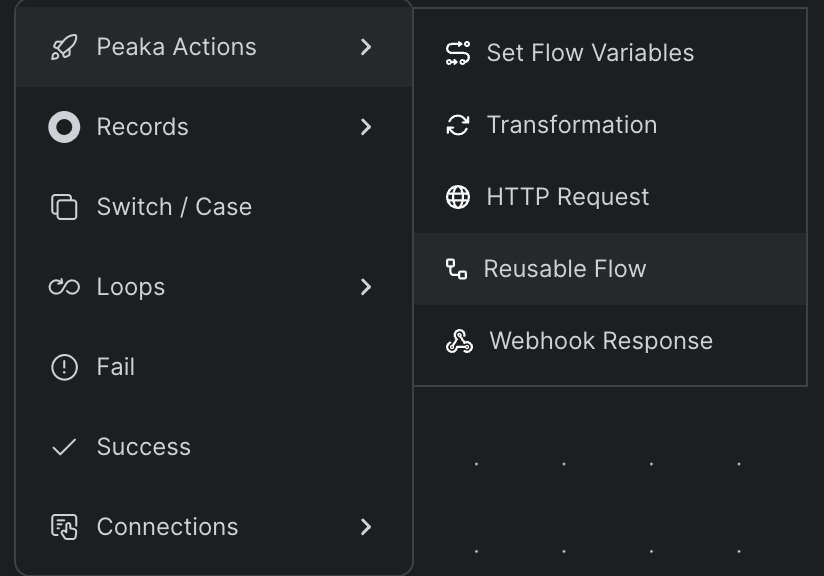 Peaka Actions
Records
Switch / Case
Loops
Fail
Success
Connections
Set Flow Variables
Transformation
HTTP Request
Reusable Flow
Webhook Response